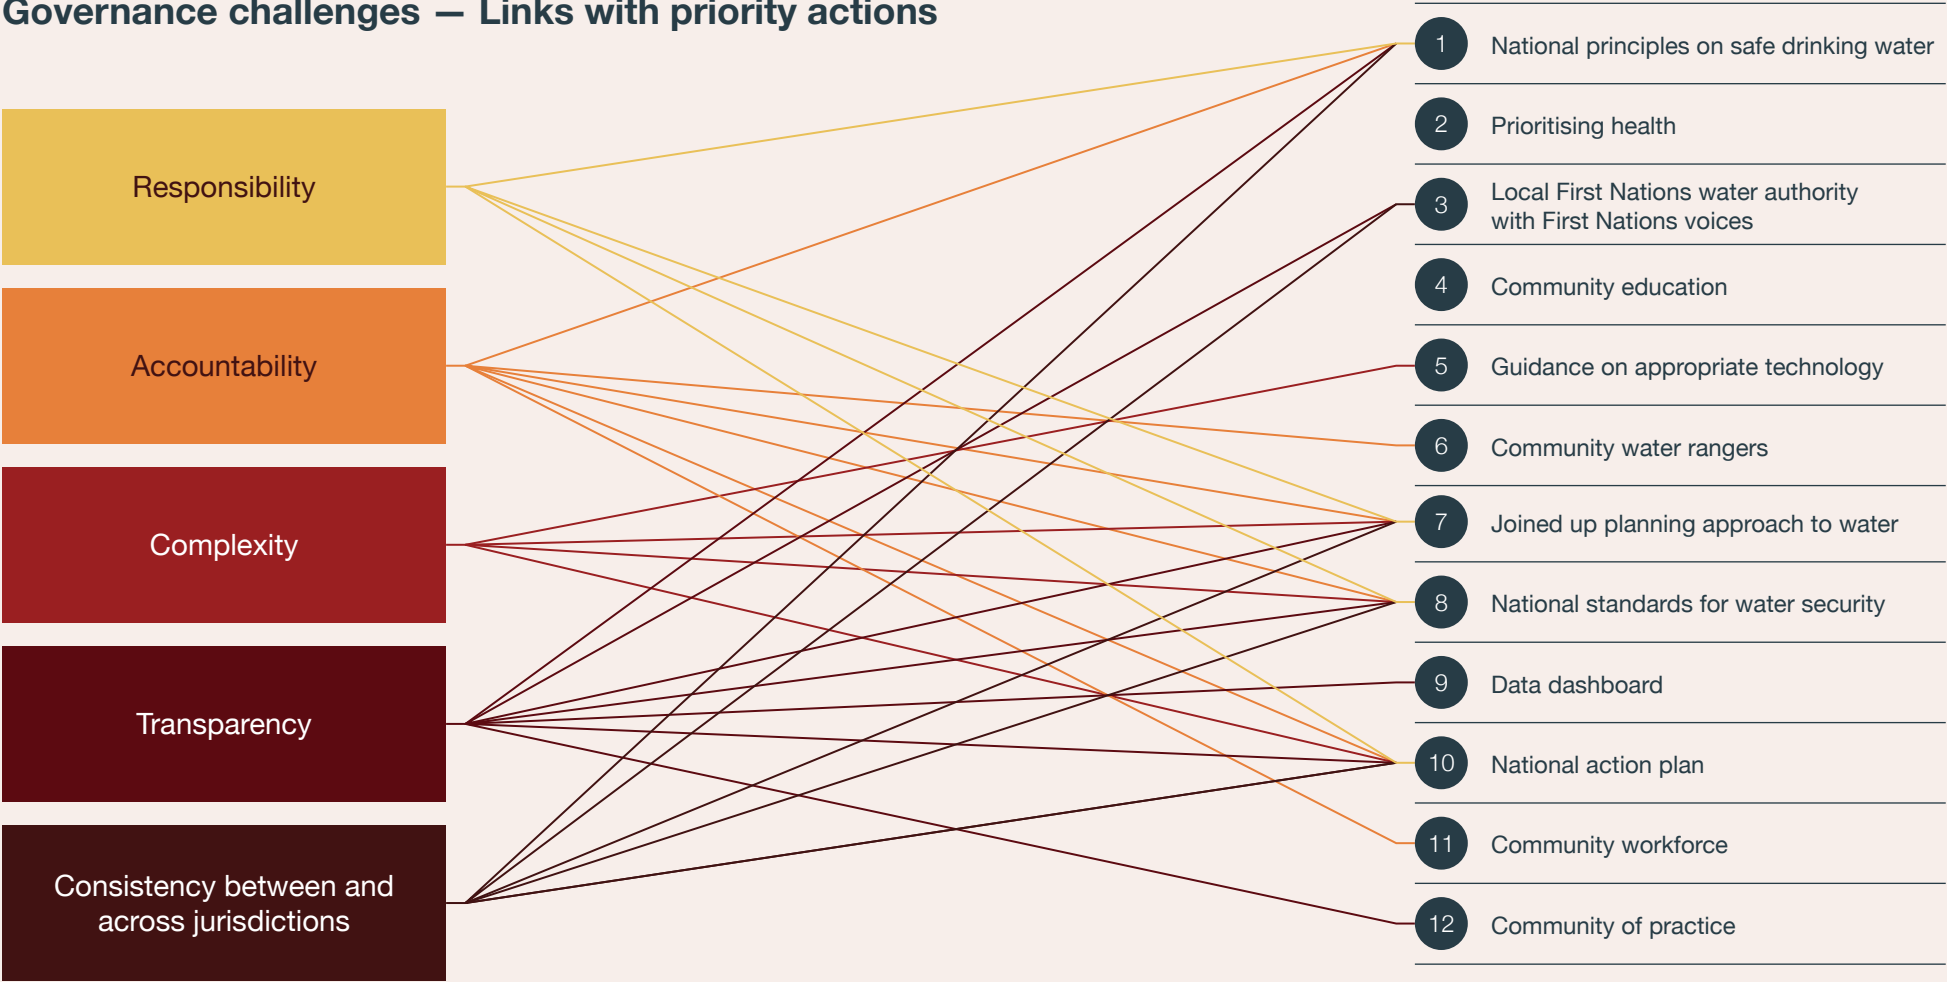 Governance challenges — Links with priority actions
Responsibility
Accountability
Complexity
Transparency
Consistency between and
across jurisdictions
1 National principles on safe drinking water
2 Prioritising health
3 Local First Nations water authority
with First Nations voices
4 Community education
5 Guidance on appropriate technology
6 Community water rangers
7 Joined up planning approach to water
8 National standards for water security
9 Data dashboard
10 National action plan
11 Community workforce
12 Community of practice